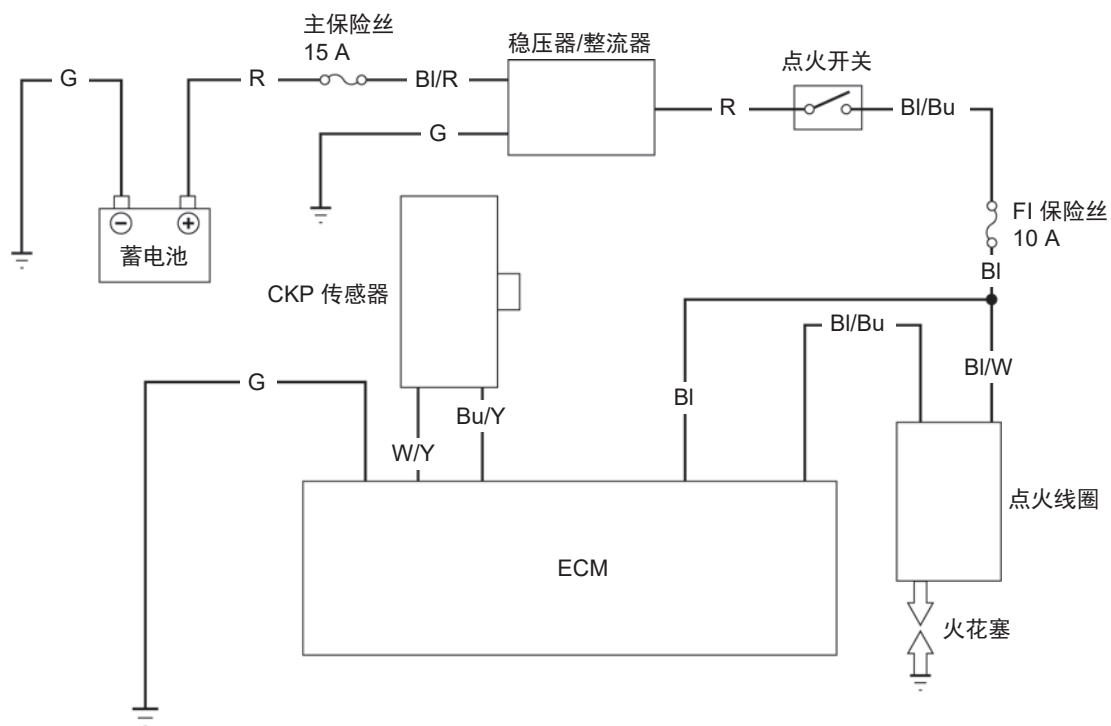 主保险丝
15 A
稳压器/整流器
点火开关
G
R
Bl/R
R
Bl/Bu
G
FI 保险丝
10 A
蓄电池
Bl
CKP 传感器
Bl/Bu
Bl/W
G
Bl
Bu/Y
W/Y
点火线圈
ECM
火花塞